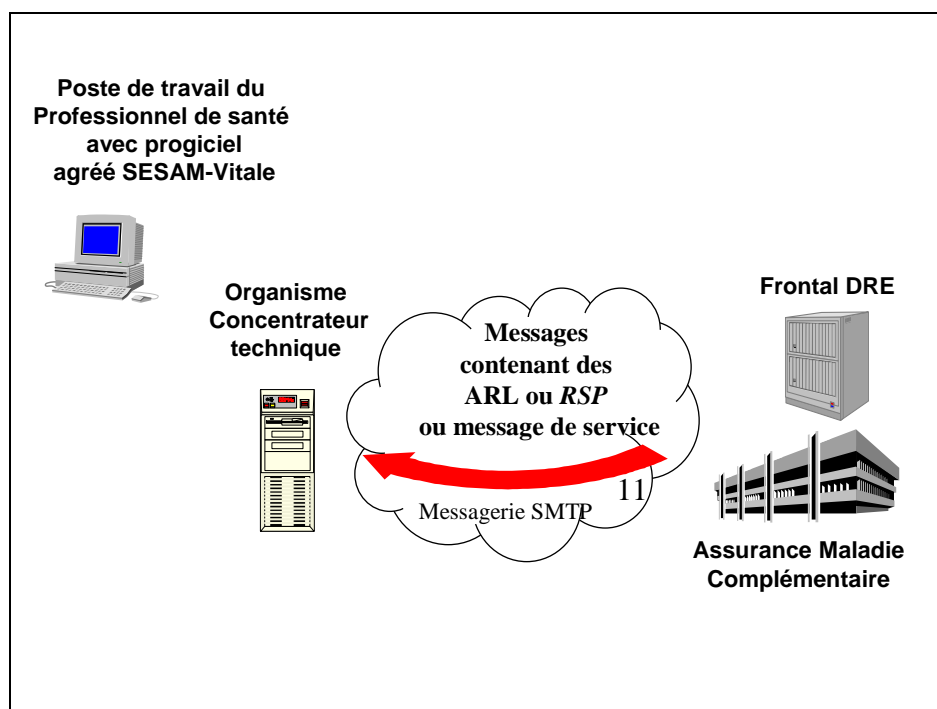 Poste de travail du
Professionnel de santé
avec progiciel
agréé SESAM-Vitale
Organisme
Concentrateur
technique
Messages
contenant des
ARL ou RSP
ou message de service
11
Messagerie SMTP
Frontal DRE
Assurance Maladie
Complémentaire